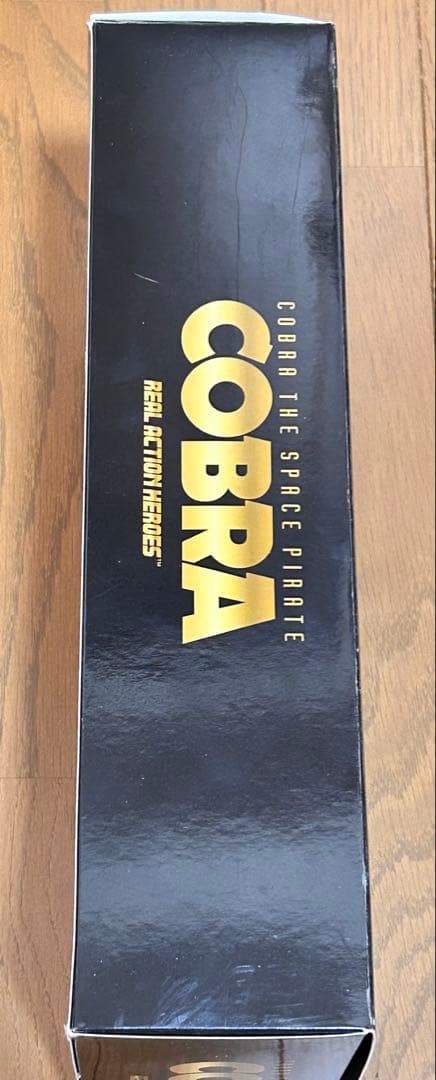 COBRA THE SPACE PIRATE
COBRA
REAL ACTION HEROES™